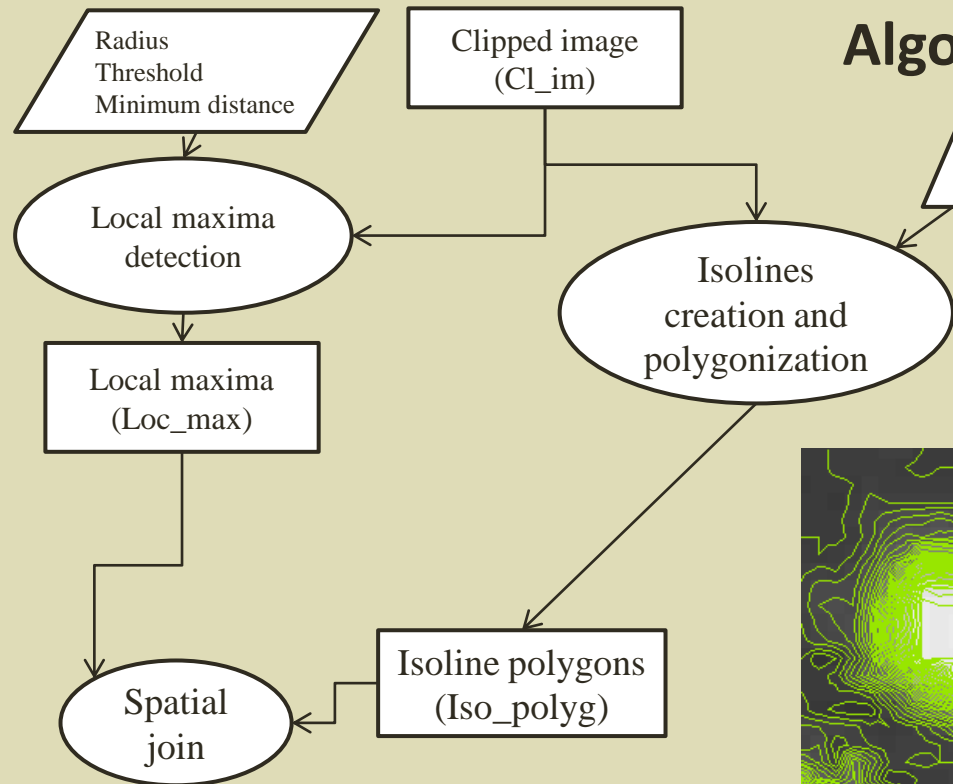 Radius
Threshold
Minimum distance
Clipped image
(Cl_im)
Local maxima
detection
Isolines
creation and
polygonization
Local maxima
(Loc_max)
Isoline polygons
(Iso_polyg)
Spatial
join